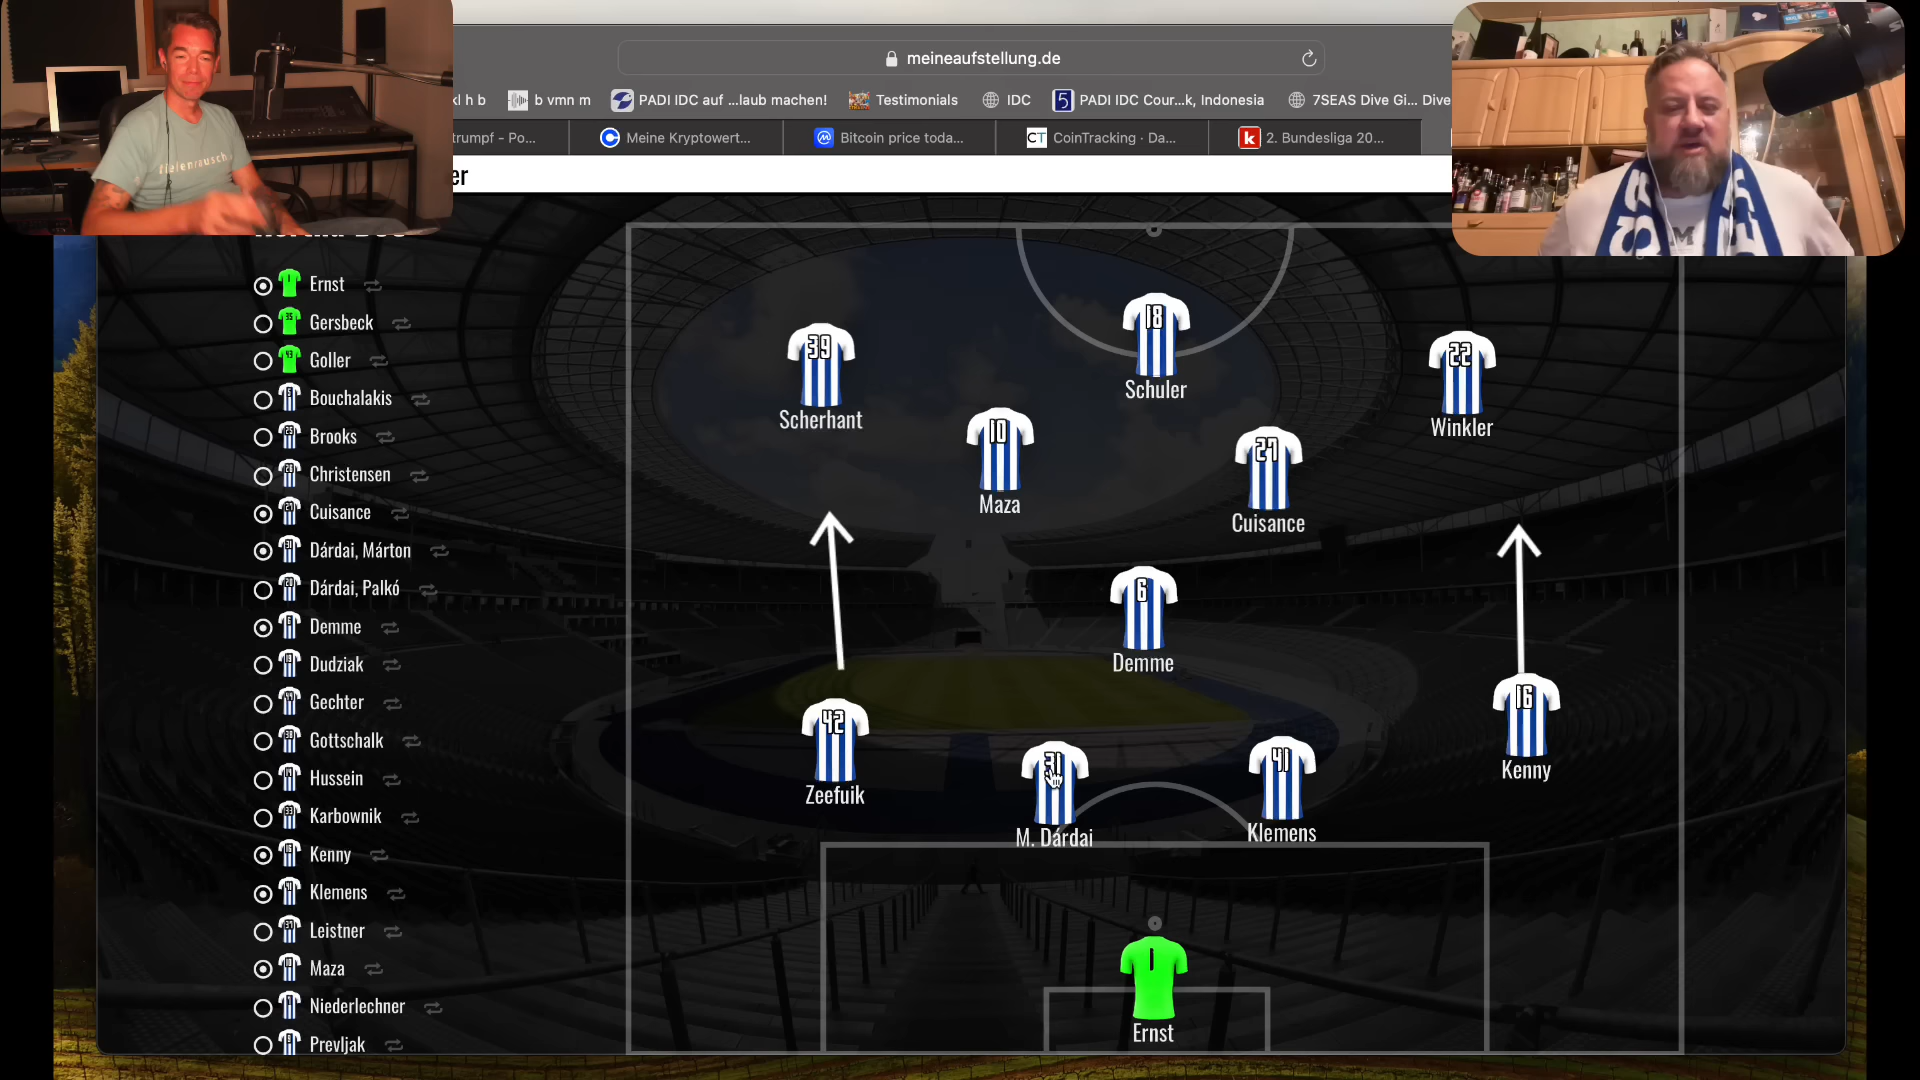 meineaufstellung.de
kl h b
b vmn m
PADI IDC auf ...laub machen!
Testimonials
IDC
PADI IDC Cour...k, Indonesia
7SEAS Dive Gi... Dive
trumpf - Po...
Meine Kryptowert...
Bitcoin price toda...
CT CoinTracking · Da...
k 2. Bundesliga 20...
er
Ernst
Gersbeck
Goller
Bouchalakis
Brooks
Christensen
Cuisance
Dárdai, Márton
Dárdai, Palkó
Demme
Dudziak
Gechter
Gottschalk
Hussein
Karbownik
Kenny
Klemens
Leistner
Maza
Niederlechner
Prevljak
18
Schuler
39
Scherhant
22
Winkler
10
Maza
27
Cuisance
6
Demme
42
Zeefuik
16
Kenny
31
M. Dárdai
41
Klemens
1
Ernst